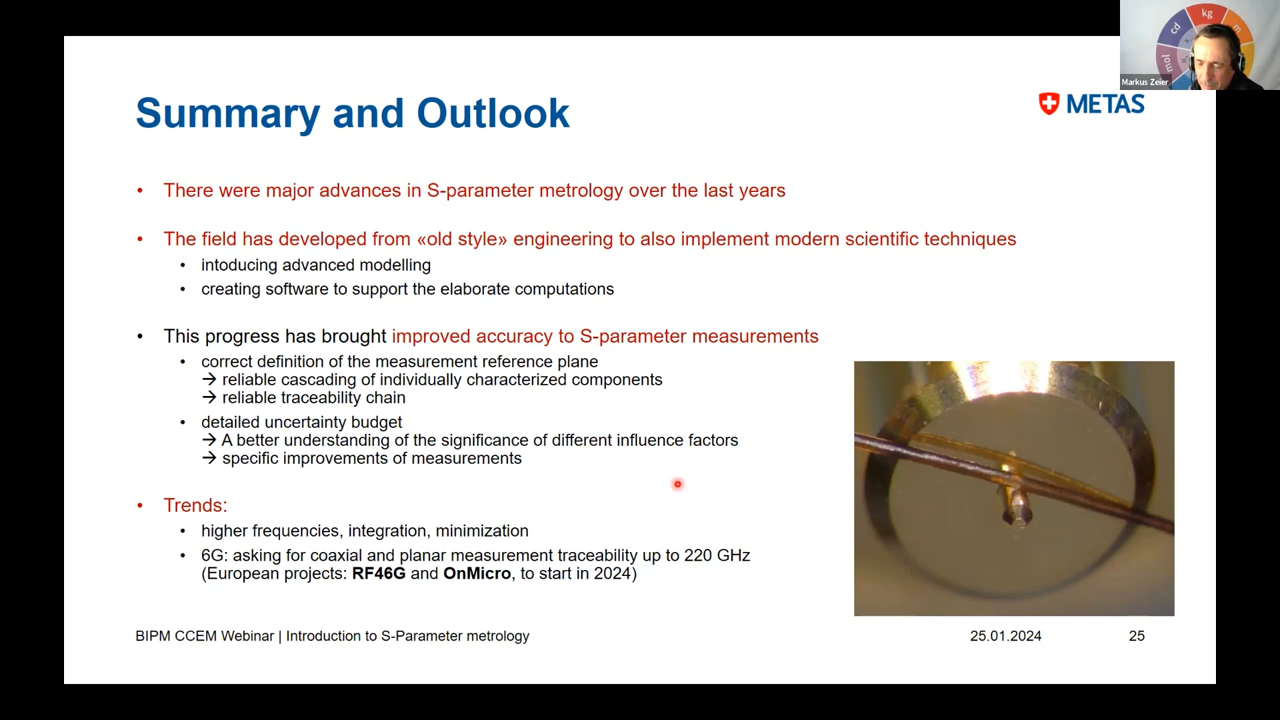 kg
cd
m
mol
Markus Zeier
METAS
Summary and Outlook
• There were major advances in S-parameter metrology over the last years
• The field has developed from «old style» engineering to also implement modern scientific techniques
• intoducing advanced modelling
• creating software to support the elaborate computations
• This progress has brought improved accuracy to S-parameter measurements
• correct definition of the measurement reference plane
→ reliable cascading of individually characterized components
→ reliable traceability chain
• detailed uncertainty budget
→ A better understanding of the significance of different influence factors
→ specific improvements of measurements
• Trends:
• higher frequencies, integration, minimization
• 6G: asking for coaxial and planar measurement traceability up to 220 GHz
(European projects: RF46G and OnMicro, to start in 2024)
BIPM CCEM Webinar | Introduction to S-Parameter metrology
25.01.2024
25